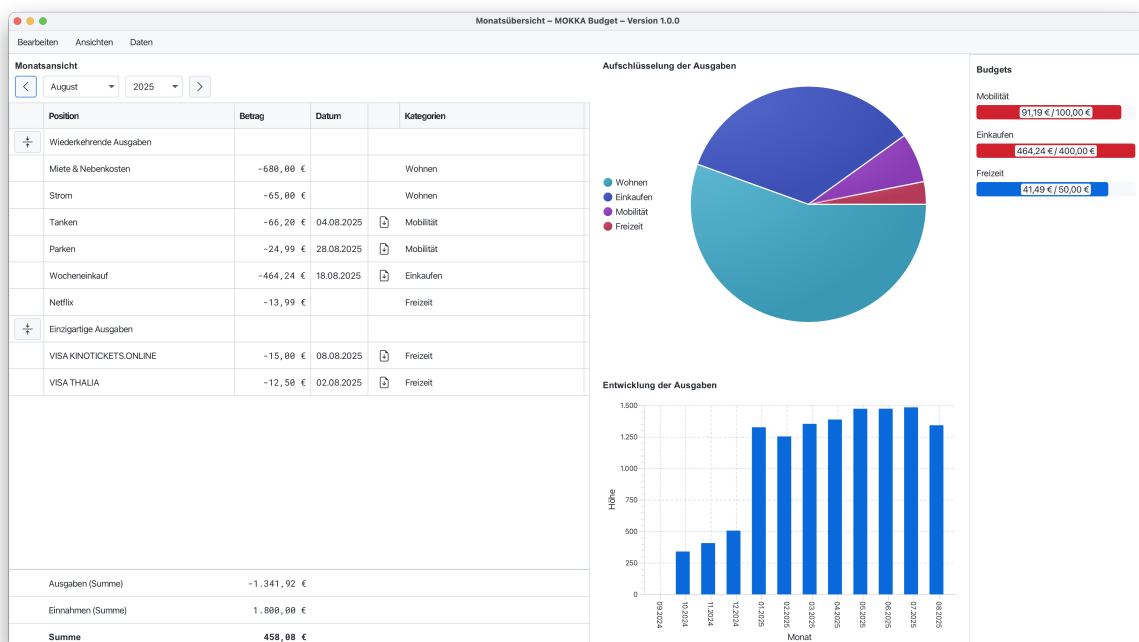 Monatsübersicht – MOKKA Budget – Version 1.0.0
Bearbeiten Ansichten Daten
Monatsansicht
August 2025
Position Betrag Datum Kategorien
Wiederkehrende Ausgaben
Miete & Nebenkosten -680,00 € Wohnen
Strom -65,00 € Wohnen
Tanken -66,20 € 04.08.2025 Mobilität
Parken -24,99 € 28.08.2025 Mobilität
Wocheneinkauf -464,24 € 18.08.2025 Einkaufen
Netflix -13,99 € Freizeit
Einzigartige Ausgaben
VISA KINOTICKETS.ONLINE -15,00 € 08.08.2025 Freizeit
VISA THALIA -12,50 € 02.08.2025 Freizeit
Ausgaben (Summe) -1.341,92 €
Einnahmen (Summe) 1.800,00 €
Summe 458,08 €
Aufschlüsselung der Ausgaben
Wohnen
Einkaufen
Mobilität
Freizeit
Entwicklung der Ausgaben
Höhe
1.500
1.250
1.000
750
500
250
0
09.2024 10.2024 11.2024 12.2024 01.2025 02.2025 03.2025 04.2025 05.2025 06.2025 07.2025 08.2025
Monat
Budgets
Mobilität
91,19 € / 100,00 €
Einkaufen
464,24 € / 400,00 €
Freizeit
41,49 € / 50,00 €